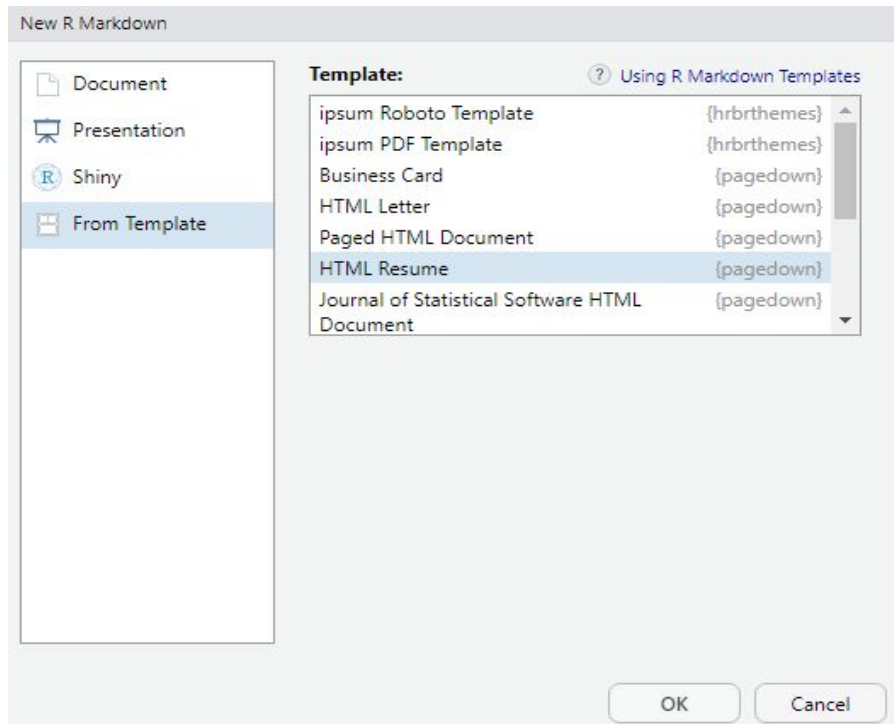 New R Markdown
Document
Presentation
R Shiny
From Template
Template:
? Using R Markdown Templates
ipsum Roboto Template {hrbrthemes}
ipsum PDF Template {hrbrthemes}
Business Card {pagedown}
HTML Letter {pagedown}
Paged HTML Document {pagedown}
HTML Resume {pagedown}
Journal of Statistical Software HTML {pagedown}
Document
OK Cancel